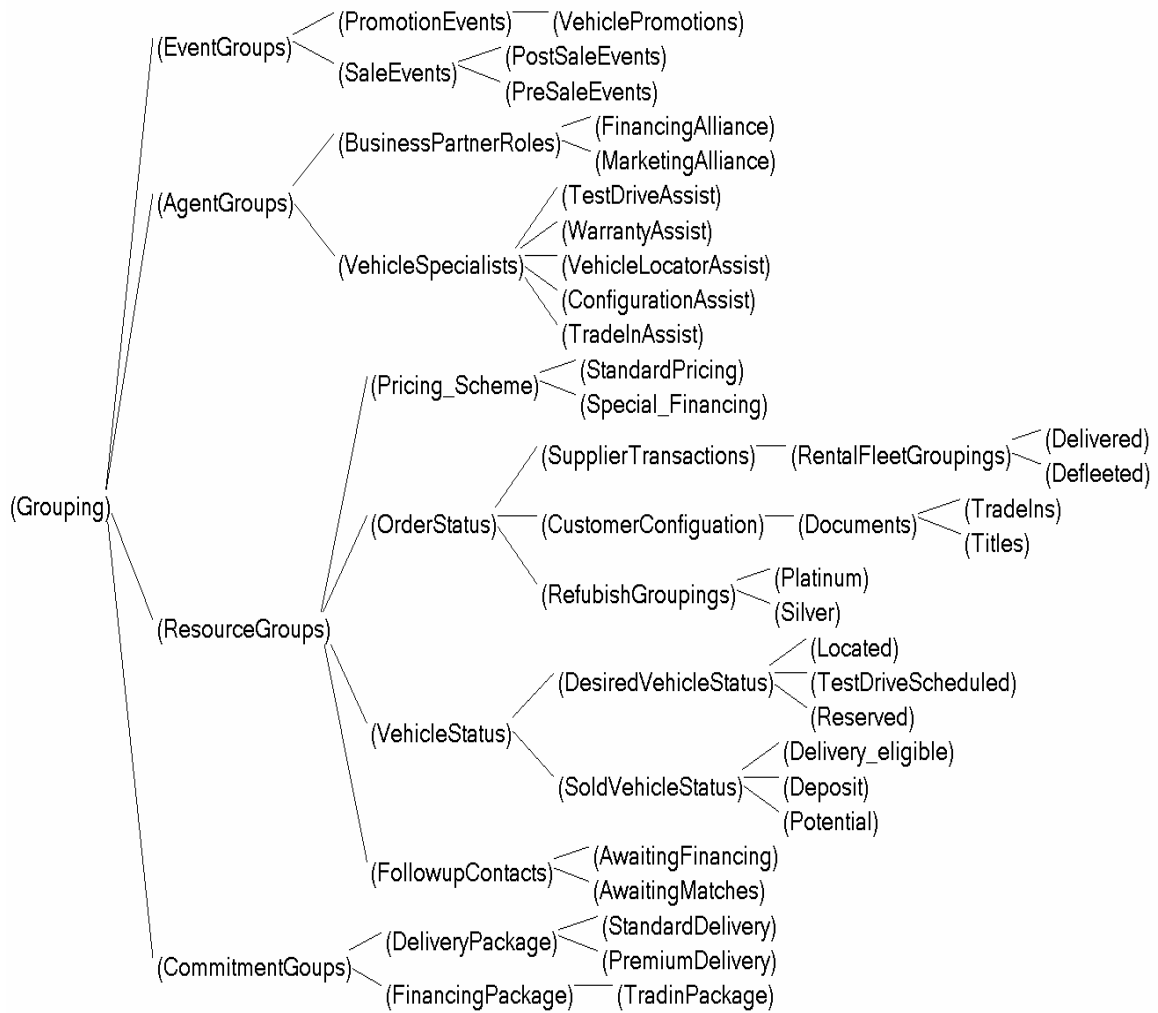 (Grouping)
(EventGroups)
(PromotionEvents)
(VehiclePromotions)
(SaleEvents)
(PostSaleEvents)
(PreSaleEvents)
(AgentGroups)
(BusinessPartnerRoles)
(FinancingAlliance)
(MarketingAlliance)
(VehicleSpecialists)
(TestDriveAssist)
(WarrantyAssist)
(VehicleLocatorAssist)
(ConfigurationAssist)
(TradeInAssist)
(ResourceGroups)
(Pricing_Scheme)
(StandardPricing)
(Special_Financing)
(OrderStatus)
(SupplierTransactions)
(RentalFleetGroupings)
(Delivered)
(Defleeted)
(CustomerConfiguation)
(Documents)
(TradeIns)
(Titles)
(RefubishGroupings)
(Platinum)
(Silver)
(VehicleStatus)
(DesiredVehicleStatus)
(Located)
(TestDriveScheduled)
(Reserved)
(SoldVehicleStatus)
(Delivery_eligible)
(Deposit)
(Potential)
(FollowupContacts)
(AwaitingFinancing)
(AwaitingMatches)
(CommitmentGoups)
(DeliveryPackage)
(StandardDelivery)
(PremiumDelivery)
(FinancingPackage)
(TradinPackage)